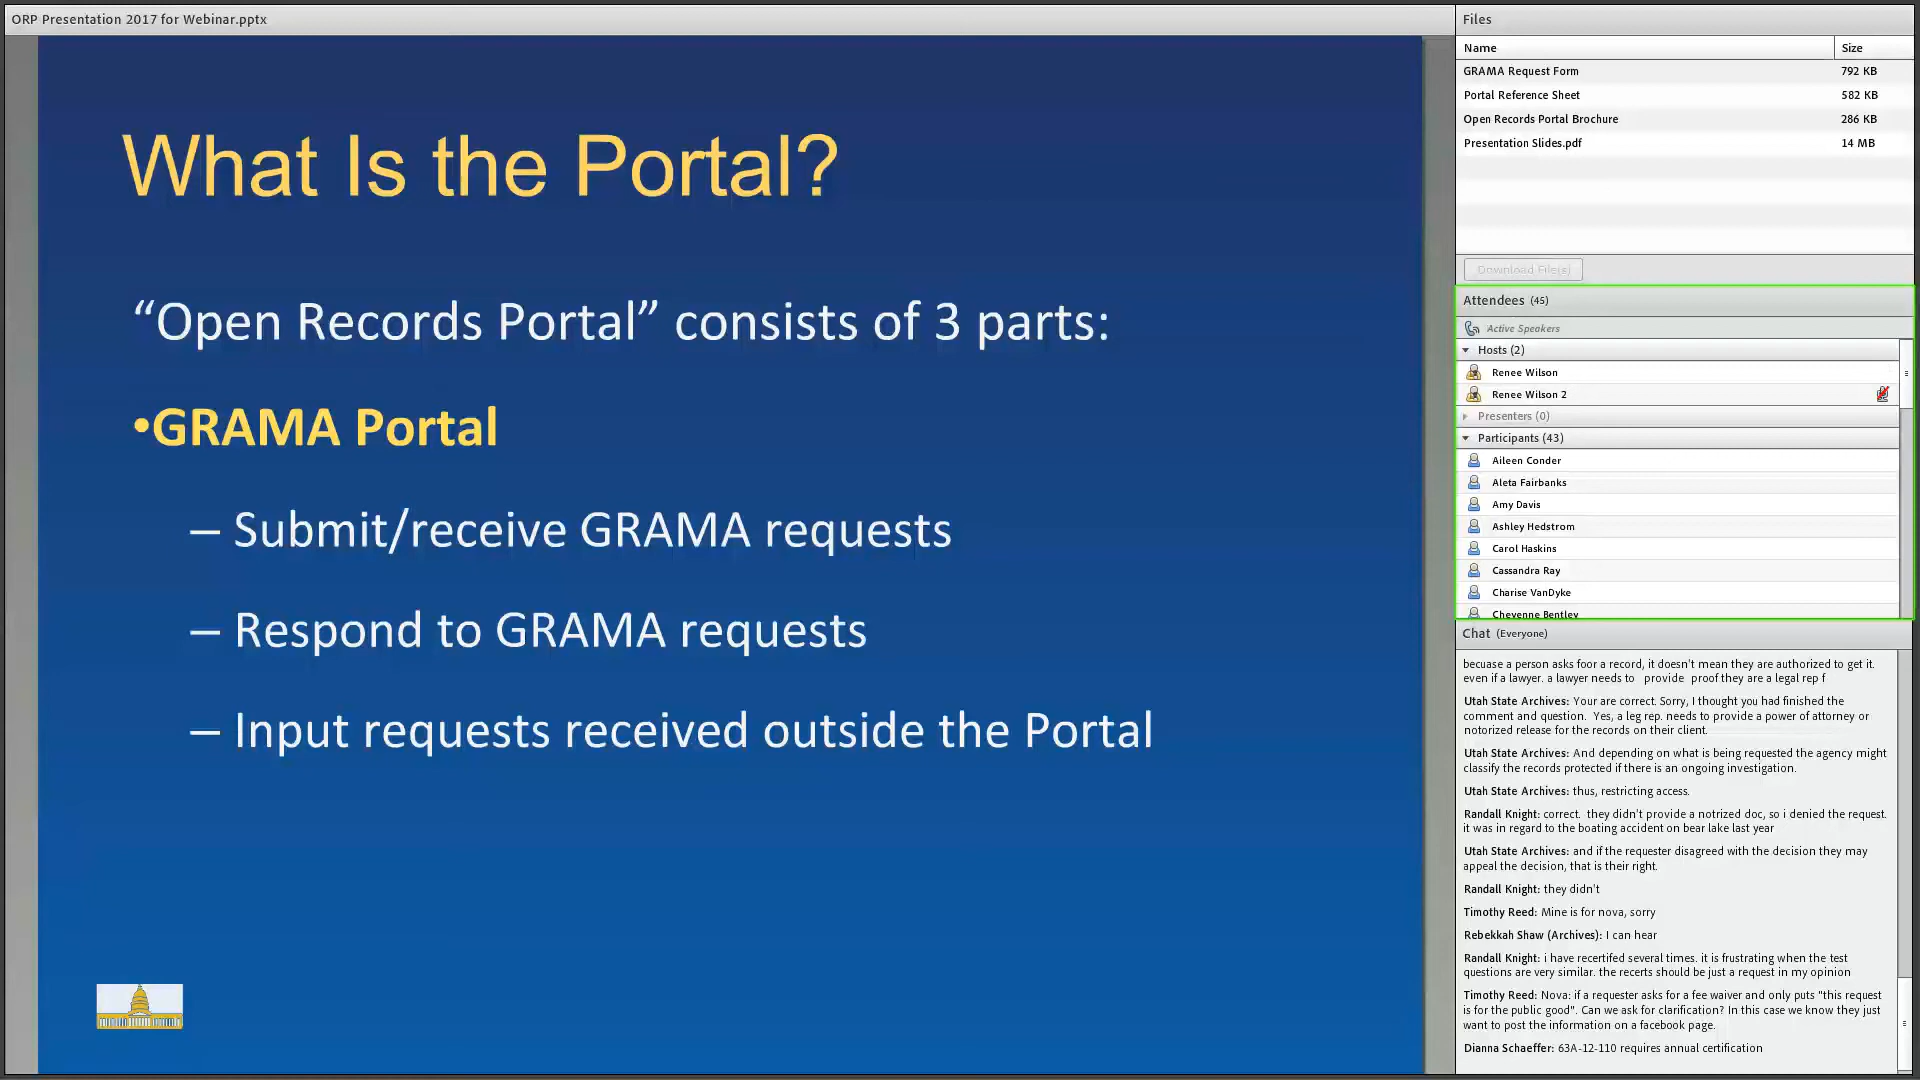 ORP Presentation 2017 for Webinar.pptx
What Is the Portal?
“Open Records Portal” consists of 3 parts:
•GRAMA Portal
– Submit/receive GRAMA requests
– Respond to GRAMA requests
– Input requests received outside the Portal
Files
Name Size
GRAMA Request Form 792 KB
Portal Reference Sheet 582 KB
Open Records Portal Brochure 286 KB
Presentation Slides.pdf 14 MB
Download File(s)
Attendees (45)
Active Speakers
Hosts (2)
Renee Wilson
Renee Wilson 2
Presenters (0)
Participants (43)
Aileen Conder
Aleta Fairbanks
Amy Davis
Ashley Hedstrom
Carol Haskins
Cassandra Ray
Charise VanDyke
Cheyenne Bentley
Chat (Everyone)
becuase a person asks foor a record, it doesn't mean they are authorized to get it.
even if a lawyer. a lawyer needs to provide proof they are a legal rep f
Utah State Archives: Your are correct. Sorry, I thought you had finished the
comment and question. Yes, a leg rep. needs to provide a power of attorney or
notorized release for the records on their client.
Utah State Archives: And depending on what is being requested the agency might
classify the records protected if there is an ongoing investigation.
Utah State Archives: thus, restricting access.
Randall Knight: correct. they didn't provide a notrized doc, so i denied the request.
it was in regard to the boating accident on bear lake last year
Utah State Archives: and if the requester disagreed with the decision they may
appeal the decision, that is their right.
Randall Knight: they didn't
Timothy Reed: Mine is for nova, sorry
Rebekkah Shaw (Archives): I can hear
Randall Knight: i have recertifed several times. it is frustrating when the test
questions are very similar. the recerts should be just a request in my opinion
Timothy Reed: Nova: if a requester asks for a fee waiver and only puts "this request
is for the public good". Can we ask for clarification? In this case we know they just
want to post the information on a facebook page.
Dianna Schaeffer: 63A-12-110 requires annual certification